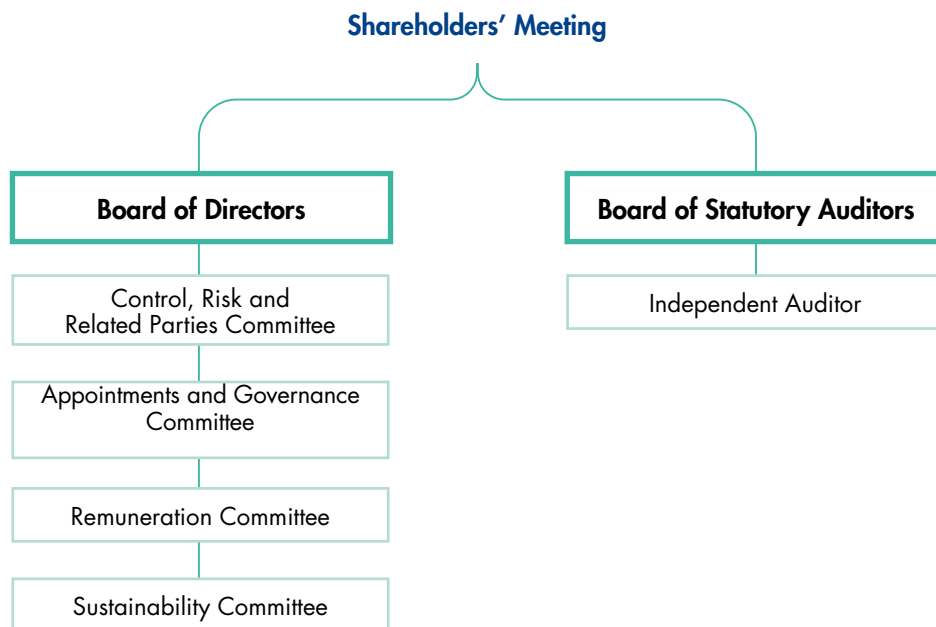 Shareholders’ Meeting
Board of Directors
Board of Statutory Auditors
Control, Risk and
Related Parties Committee
Independent Auditor
Appointments and Governance
Committee
Remuneration Committee
Sustainability Committee